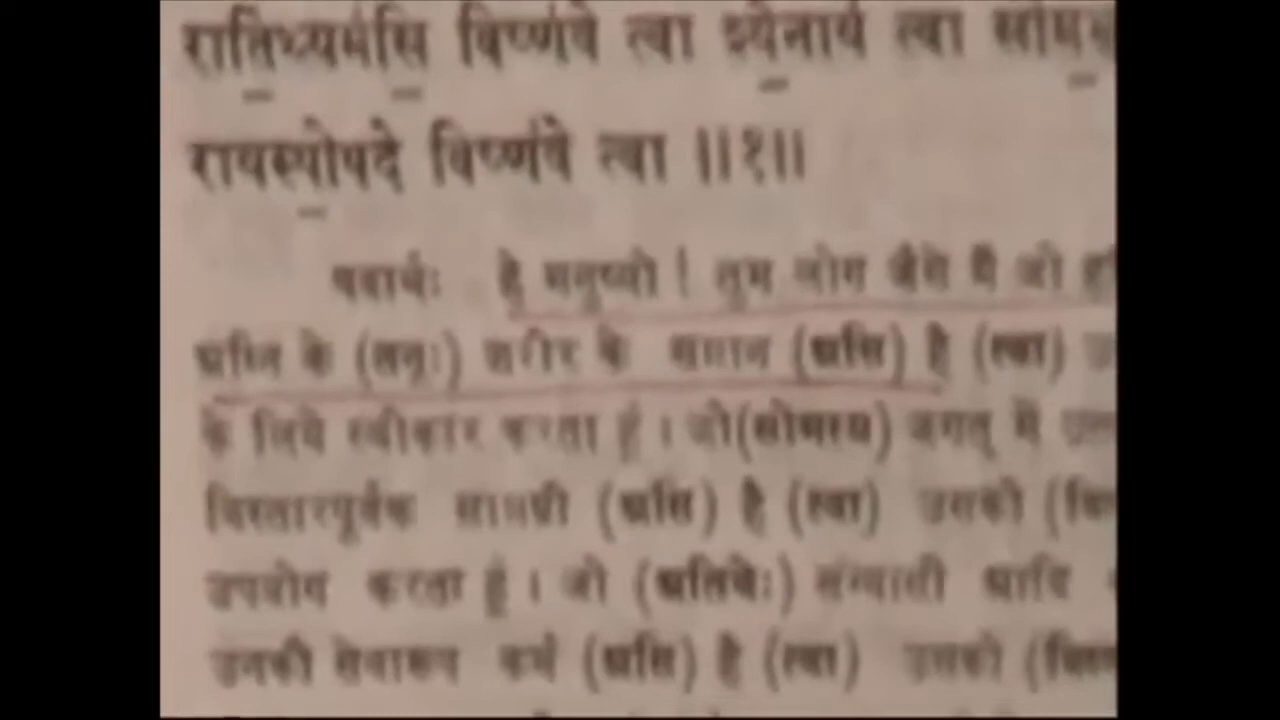 रातिथ्यमसि विष्णवे त्वा श्येनाय त्वा
रायस्पोषदे विष्णवे त्वा ॥१॥
पदार्थः हे मनुष्यो ! तुम लोग जैसे मैं जो
अग्नि के (तनूः) शरीर के समान (असि) है (त्वा)
के लिये स्वीकार करता हूं । जो (सोमस्य) जगत् में
विस्तारपूर्वक सामग्री (असि) है (त्वा) उसको
उपयोग करता हूं । जो (अतिथेः) संन्यासी आदि
उनकी सेवारूप कर्म (असि) है (त्वा) उसको